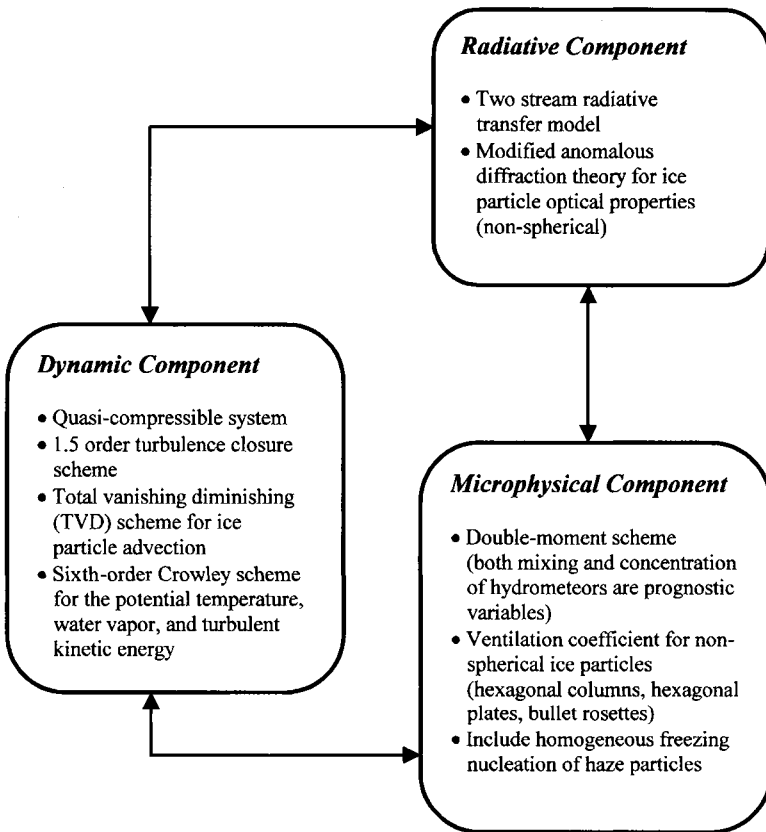 Radiative Component
• Two stream radiative
transfer model
• Modified anomalous
diffraction theory for ice
particle optical properties
(non-spherical)
Dynamic Component
• Quasi-compressible system
• 1.5 order turbulence closure
scheme
• Total vanishing diminishing
(TVD) scheme for ice
particle advection
• Sixth-order Crowley scheme
for the potential temperature,
water vapor, and turbulent
kinetic energy
Microphysical Component
• Double-moment scheme
(both mixing and concentration
of hydrometeors are prognostic
variables)
• Ventilation coefficient for non-
spherical ice particles
(hexagonal columns, hexagonal
plates, bullet rosettes)
• Include homogeneous freezing
nucleation of haze particles